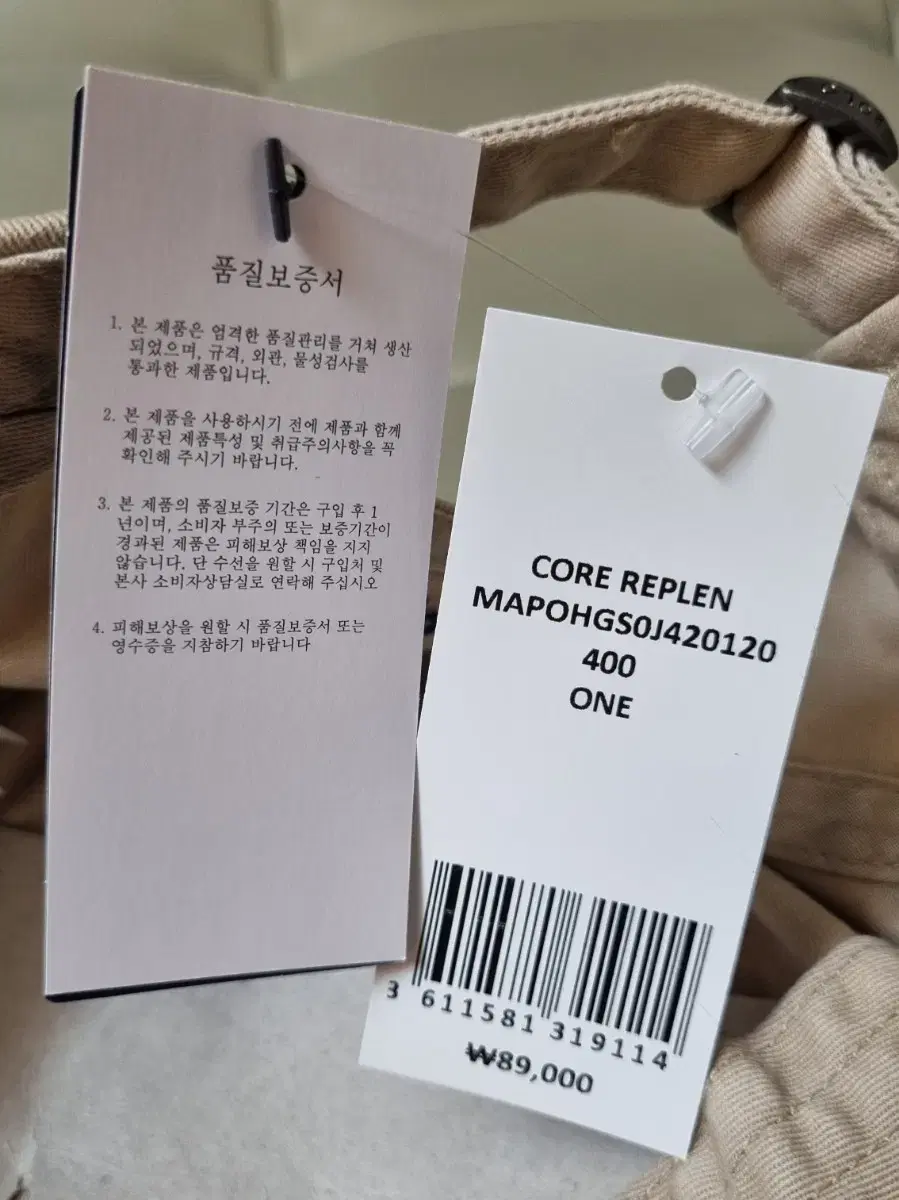 품질보증서
1. 본 제품은 엄격한 품질관리를 거쳐 생산
되었으며, 규격, 외관, 물성검사를
통과한 제품입니다.
2. 본 제품을 사용하시기 전에 제품과 함께
제공된 제품특성 및 취급주의사항을 꼭
확인해 주시기 바랍니다.
3. 본 제품의 품질보증 기간은 구입 후 1
년이며, 소비자 부주의 또는 보증기간이
경과된 제품은 피해보상 책임을 지지
않습니다. 단 수선을 원할 시 구입처 및
본사 소비자상담실로 연락해 주십시오
4. 피해보상을 원할 시 품질보증서 또는
영수증을 지참하기 바랍니다
CORE REPLEN
MAPOHGS0J420120
400
ONE
3 611581 319114
₩89,000